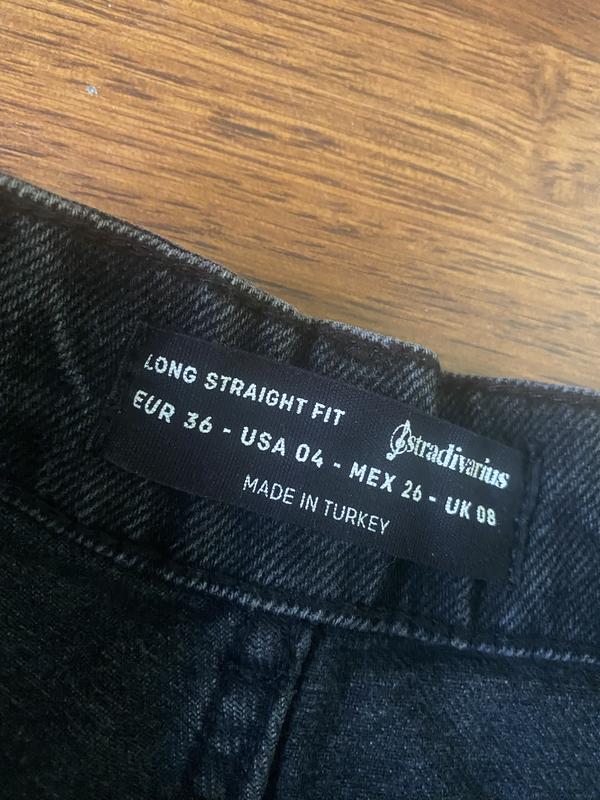 LONG STRAIGHT FIT
stradivarius
EUR 36 - USA 04 - MEX 26 - UK 08
MADE IN TURKEY